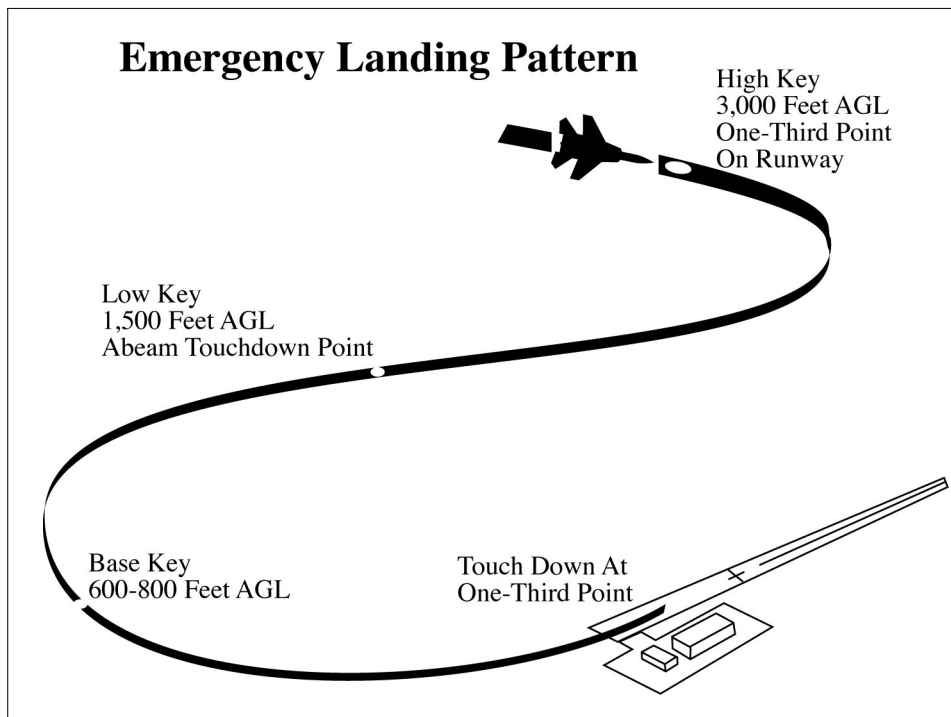 Emergency Landing Pattern
High Key
3,000 Feet AGL
One-Third Point
On Runway
Low Key
1,500 Feet AGL
Abeam Touchdown Point
Base Key
600-800 Feet AGL
Touch Down At
One-Third Point